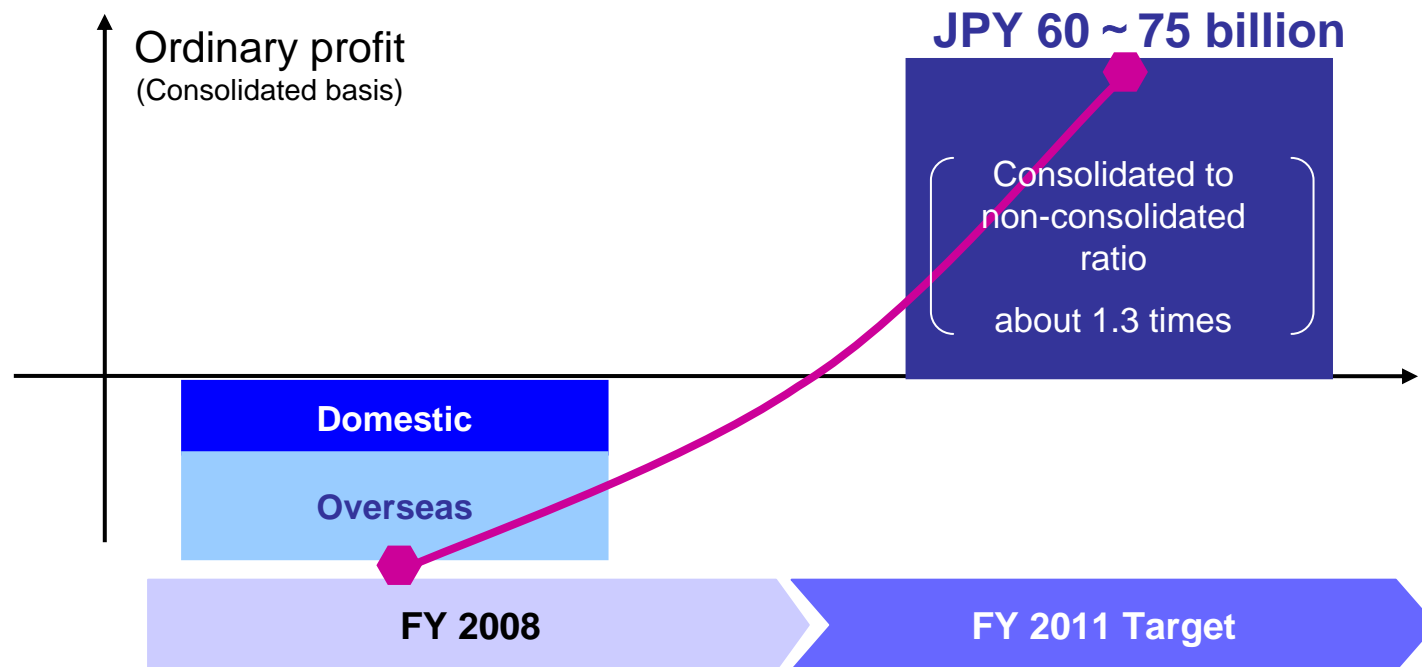 JPY 60 ~ 75 billion
Ordinary profit
(Consolidated basis)
Consolidated to
non-consolidated
ratio
about 1.3 times
Domestic
Overseas
FY 2008
FY 2011 Target